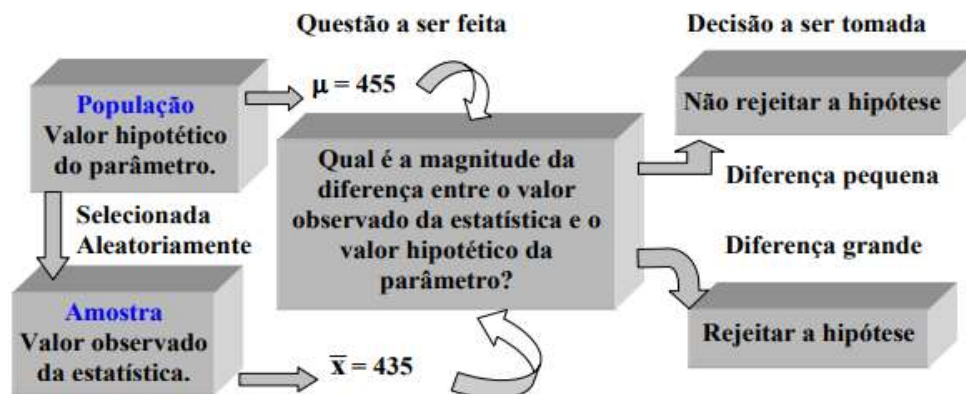 Questão a ser feita
Decisão a ser tomada
População
Valor hipotético
do parâmetro.
μ = 455
Selecionada
Aleatoriamente
Amostra
Valor observado
da estatística.
x̅ = 435
Qual é a magnitude da
diferença entre o valor
observado da estatística e o
valor hipotético da
parâmetro?
Não rejeitar a hipótese
Diferença pequena
Diferença grande
Rejeitar a hipótese